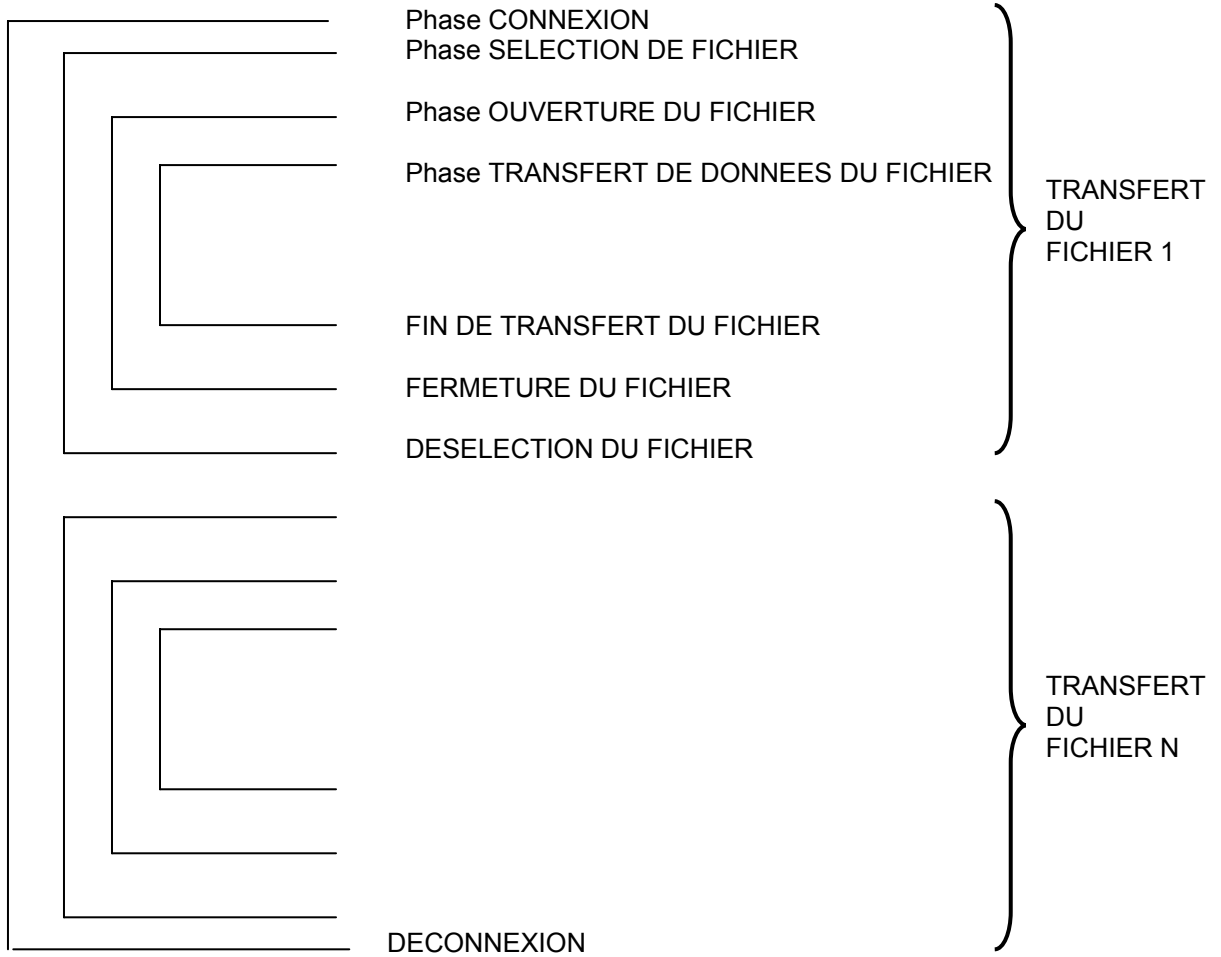 Phase CONNEXION
Phase SELECTION DE FICHIER
Phase OUVERTURE DU FICHIER
Phase TRANSFERT DE DONNEES DU FICHIER
TRANSFERT
DU
FICHIER 1
FIN DE TRANSFERT DU FICHIER
FERMETURE DU FICHIER
DESELECTION DU FICHIER
TRANSFERT
DU
FICHIER N
DECONNEXION